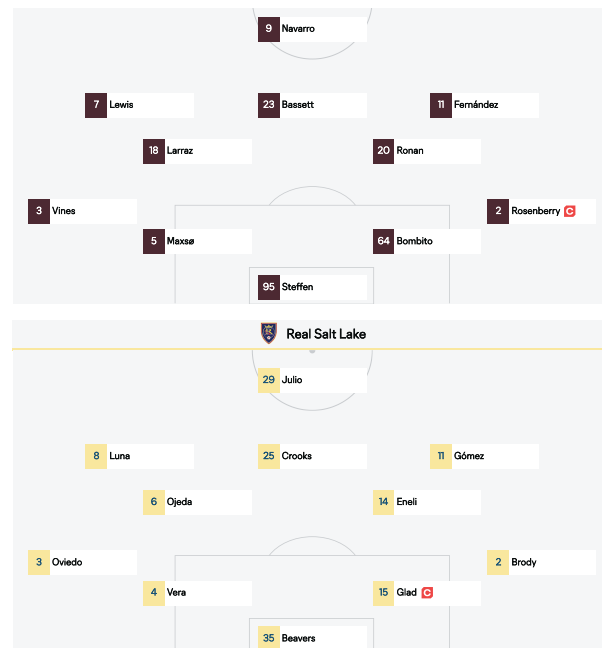 9 Navarro
7 Lewis 23 Bassett 11 Fernández
18 Larraz 20 Ronan
3 Vines 2 Rosenberry C
5 Maxsø 64 Bombito
95 Steffen
Real Salt Lake
29 Julio
8 Luna 25 Crooks 11 Gómez
6 Ojeda 14 Eneli
3 Oviedo 2 Brody
4 Vera 15 Glad C
35 Beavers